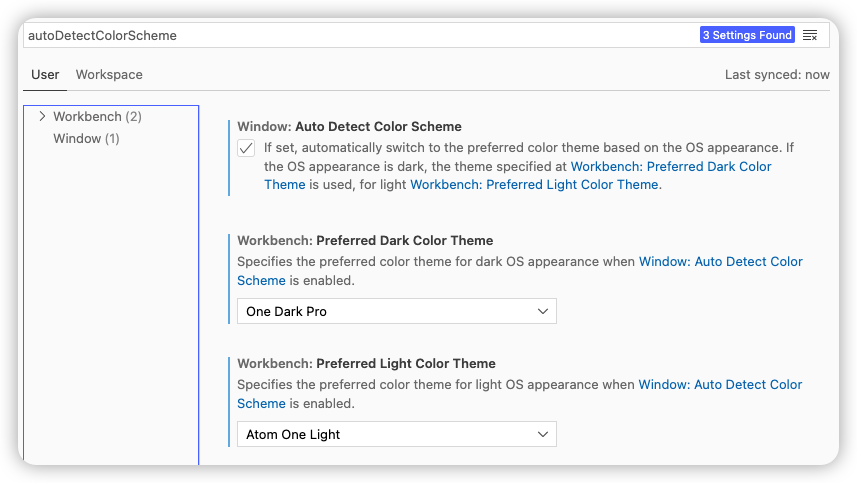 autoDetectColorScheme
3 Settings Found
User
Workspace
Last synced: now
Workbench (2)
Window (1)
Window: Auto Detect Color Scheme
If set, automatically switch to the preferred color theme based on the OS appearance. If
the OS appearance is dark, the theme specified at Workbench: Preferred Dark Color
Theme is used, for light Workbench: Preferred Light Color Theme.
Workbench: Preferred Dark Color Theme
Specifies the preferred color theme for dark OS appearance when Window: Auto Detect Color
Scheme is enabled.
One Dark Pro
Workbench: Preferred Light Color Theme
Specifies the preferred color theme for light OS appearance when Window: Auto Detect Color
Scheme is enabled.
Atom One Light